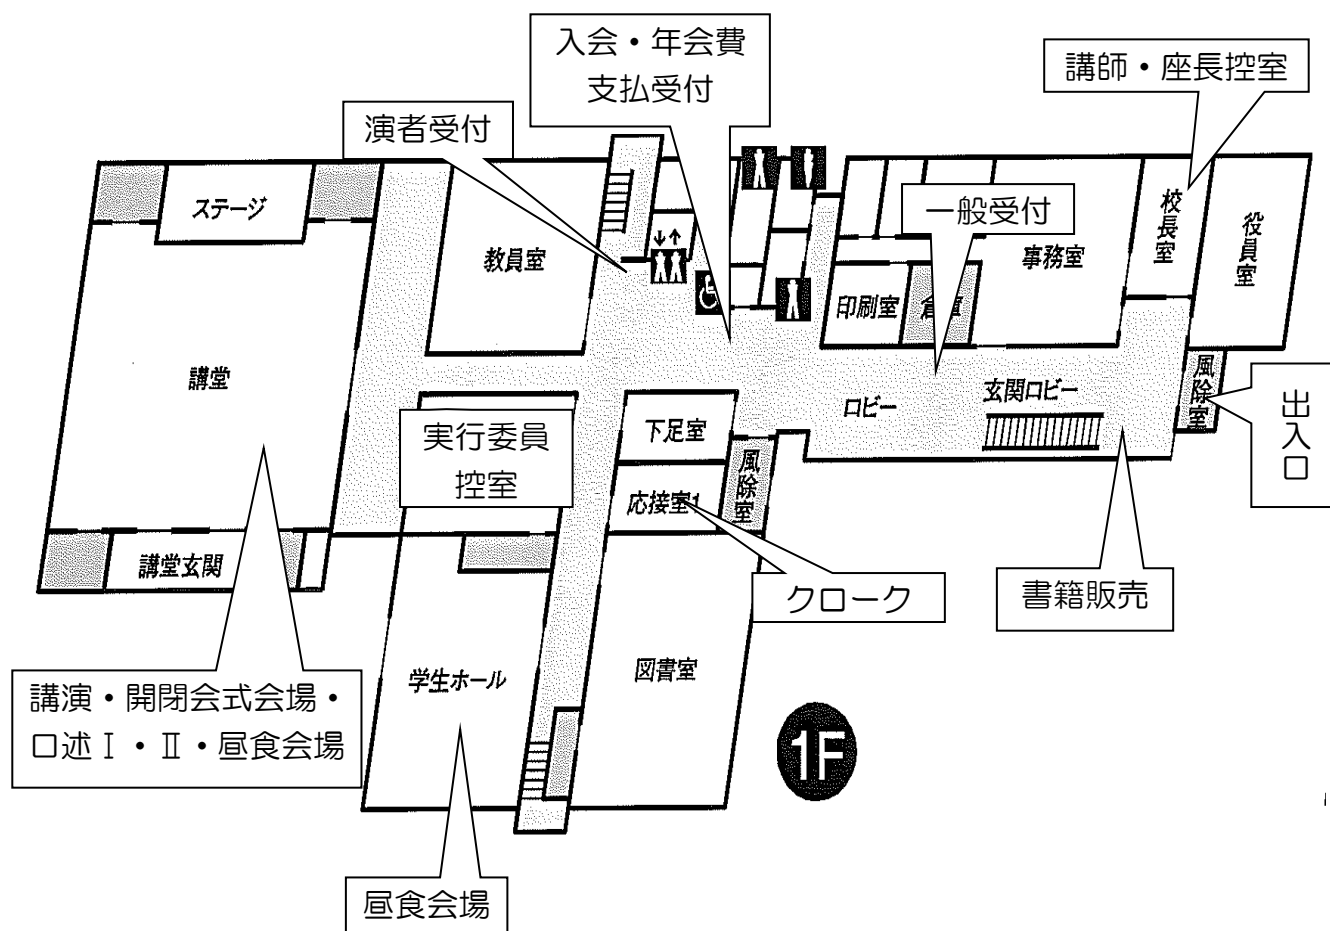 入会・年会費
支払受付
講師・座長控室
演者受付
ステージ
教員室
一般受付
事務室
校長室
役員室
印刷室
倉庫
講堂
ロビー
玄関ロビー
風除室
出入口
実行委員
控室
下足室
応接室1
風除室
講堂玄関
クローク
書籍販売
学生ホール
図書室
講演・開閉会式会場・
口述Ⅰ・Ⅱ・昼食会場
1F
昼食会場